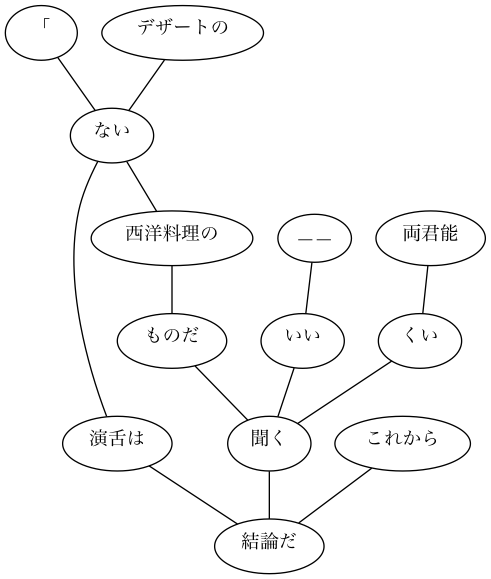 「
デザートの
ない
西洋料理の
——
両君能
ものだ
いい
くい
演舌は
聞く
これから
結論だ